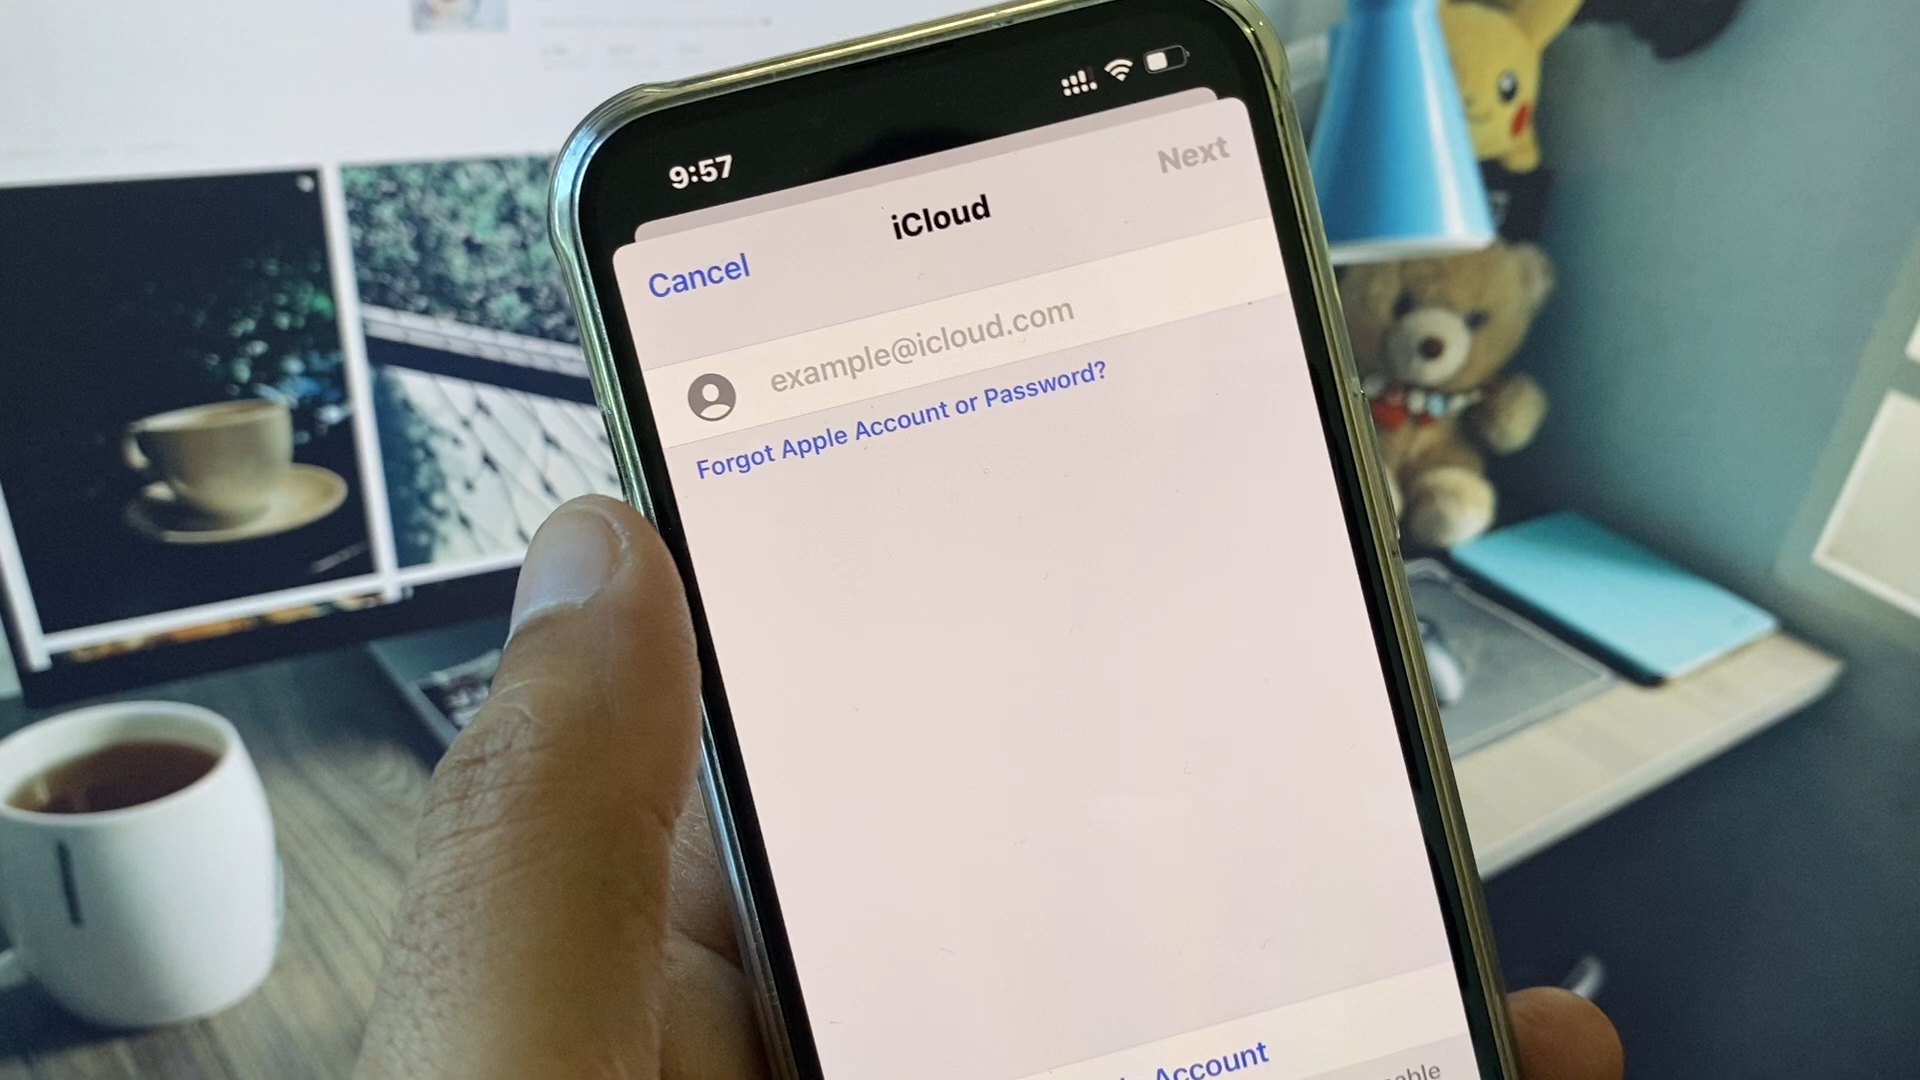 9:57
Next
iCloud
Cancel
example@icloud.com
Forgot Apple Account or Password?
Account